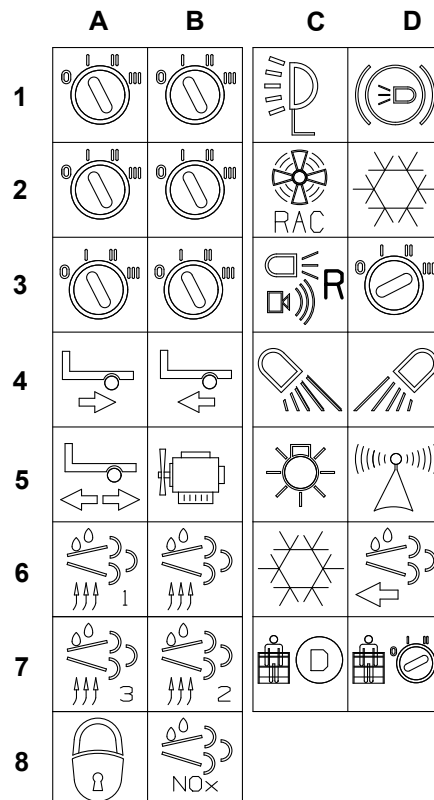 A B C D
1 0 I II III 0 I II III
2 0 I II III 0 I II III RAC
3 0 I II III 0 I II III R 0 I II III
4
5
6 1
7 3 2 D 0 I II
8 NOx